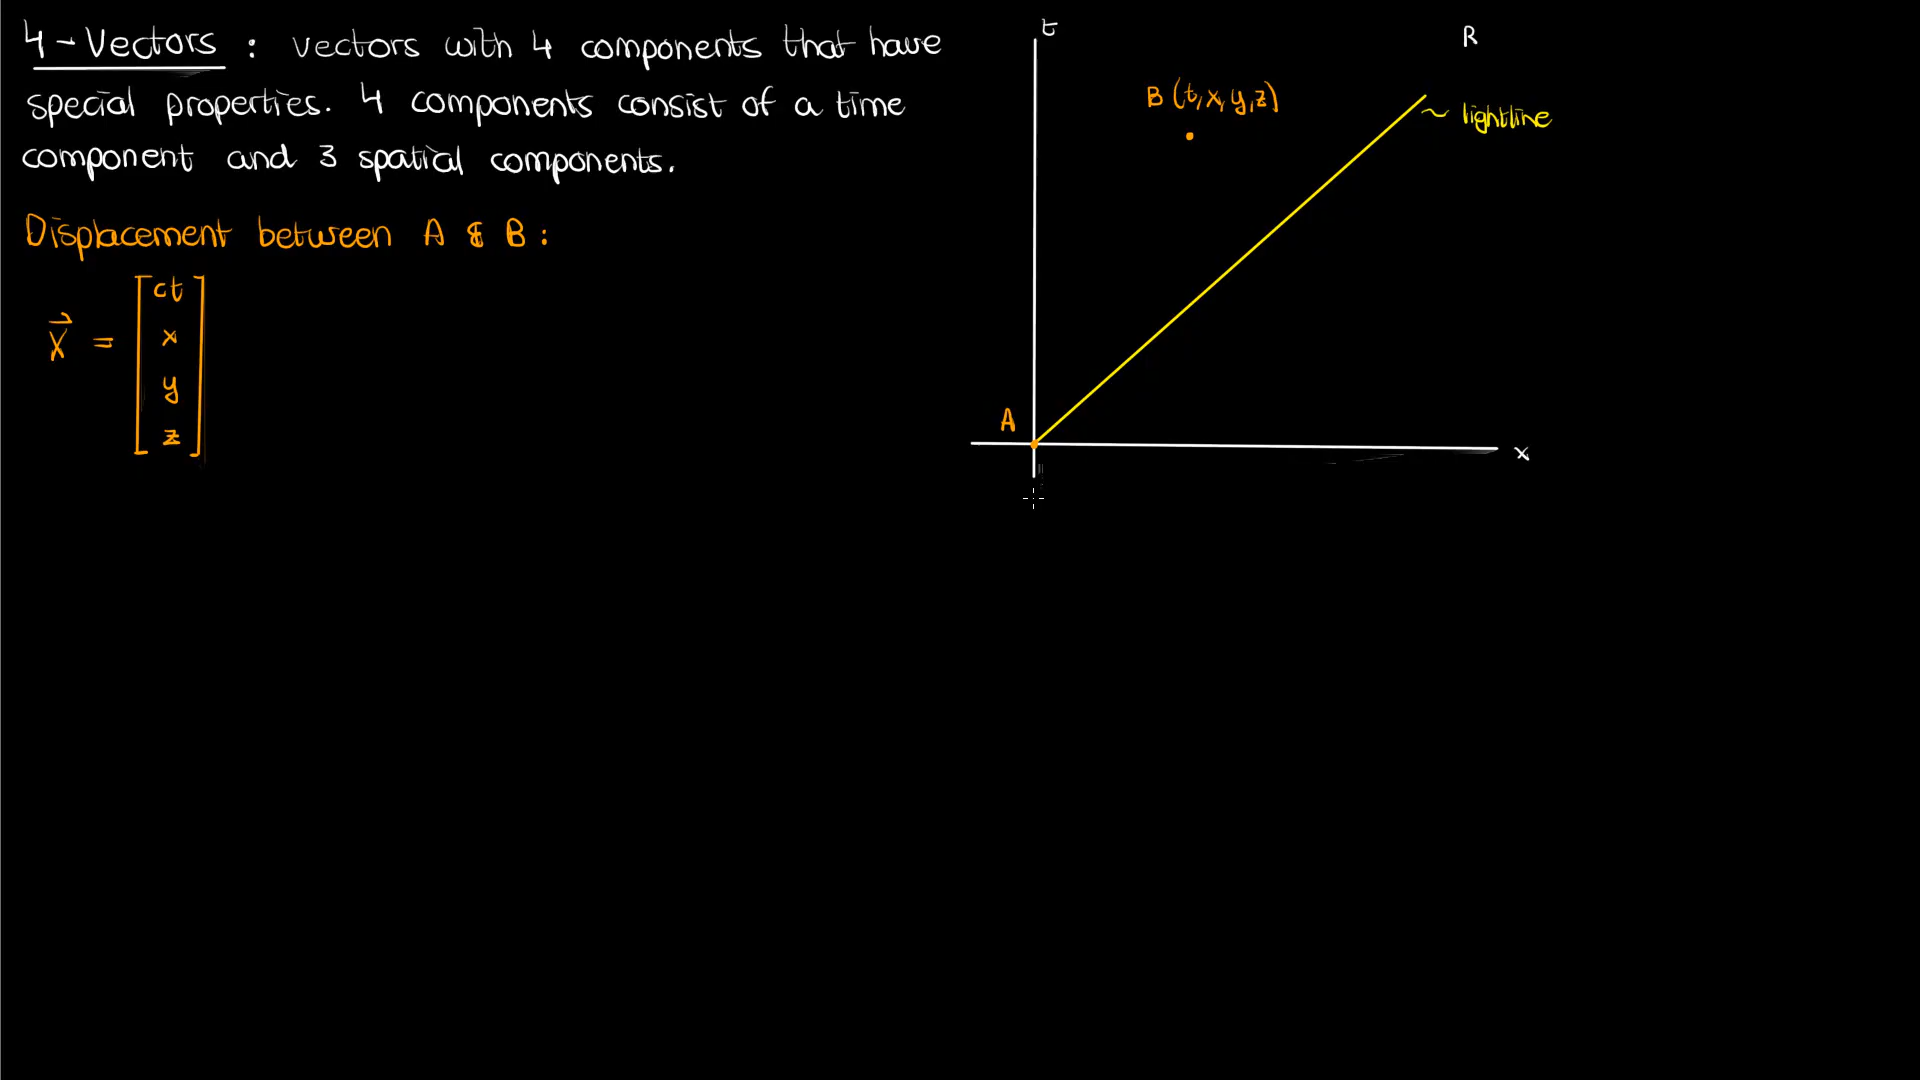 4-Vectors : vectors with 4 components that have
special properties. 4 components consist of a time
component and 3 spatial components.
Displacement between A & B :
X⃗ = [ct
x
y
z]
t
R
B (t, x, y, z)
~ lightline
A
x